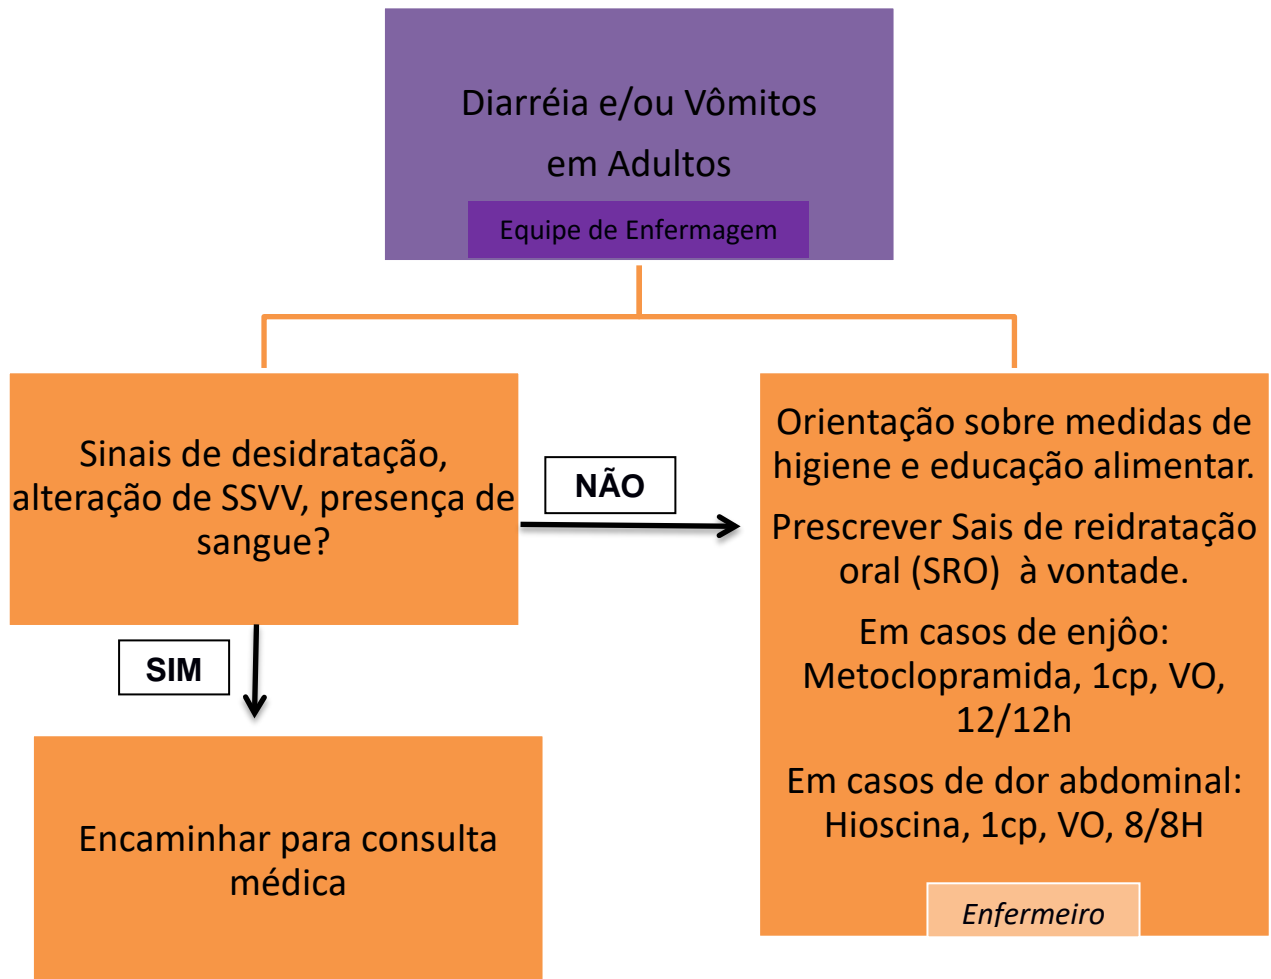 Diarréia e/ou Vômitos
em Adultos
Equipe de Enfermagem
Sinais de desidratação,
alteração de SSVV, presença de
sangue?
NÃO
SIM
Encaminhar para consulta
médica
Orientação sobre medidas de
higiene e educação alimentar.
Prescrever Sais de reidratação
oral (SRO) à vontade.
Em casos de enjôo:
Metoclopramida, 1cp, VO,
12/12h
Em casos de dor abdominal:
Hioscina, 1cp, VO, 8/8H
Enfermeiro